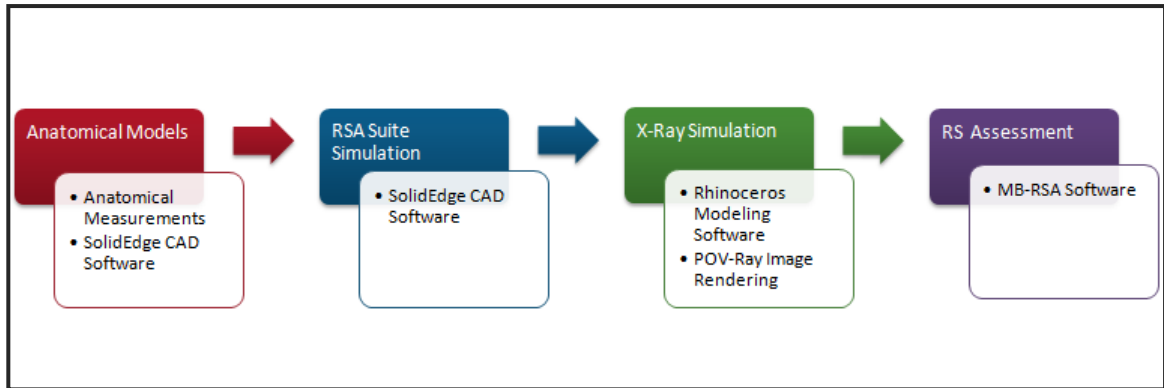 Anatomical Models
• Anatomical
Measurements
• SolidEdge CAD
Software
RSA Suite
Simulation
• SolidEdge CAD
Software
X-Ray Simulation
• Rhinoceros
Modeling
Software
• POV-Ray Image
Rendering
RS Assessment
• MB-RSA Software